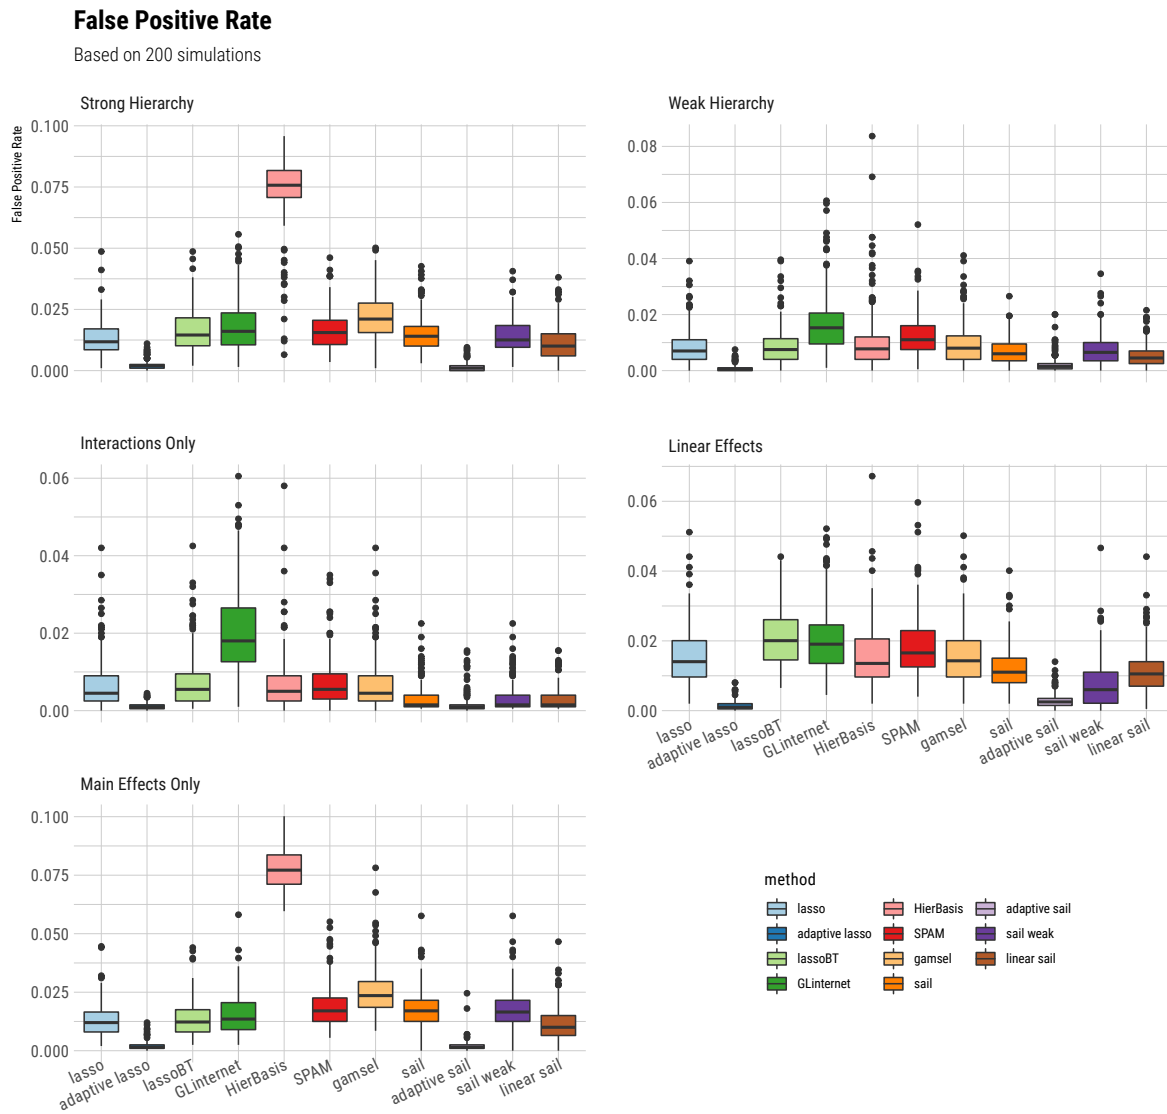 False Positive Rate
Based on 200 simulations
Strong Hierarchy
False Positive Rate
0.100
0.075
0.050
0.025
0.000
Weak Hierarchy
0.08
0.06
0.04
0.02
0.00
Interactions Only
0.06
0.04
0.02
0.00
Linear Effects
0.06
0.04
0.02
0.00
lasso
adaptive lasso
lassoBT
GLinternet
HierBasis
SPAM
gamsel
sail
adaptive sail
sail weak
linear sail
Main Effects Only
0.100
0.075
0.050
0.025
0.000
lasso
adaptive lasso
lassoBT
GLinternet
HierBasis
SPAM
gamsel
sail
adaptive sail
sail weak
linear sail
method
lasso
adaptive lasso
lassoBT
GLinternet
HierBasis
SPAM
gamsel
sail
adaptive sail
sail weak
linear sail